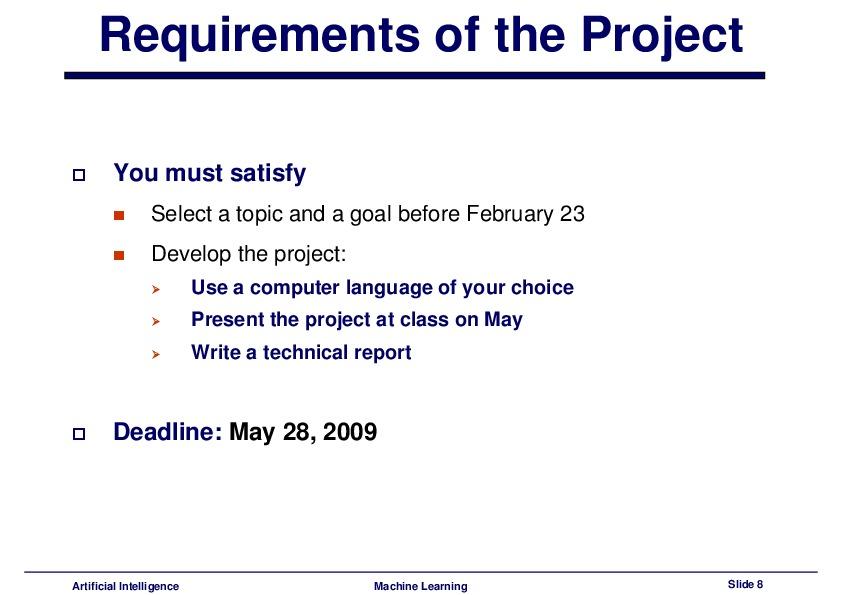 Requirements of the Project
You must satisfy
Select a topic and a goal before February 23
Develop the project:
Use a computer language of your choice
Present the project at class on May
Write a technical report
Deadline: May 28, 2009
Artificial Intelligence
Machine Learning
Slide 8